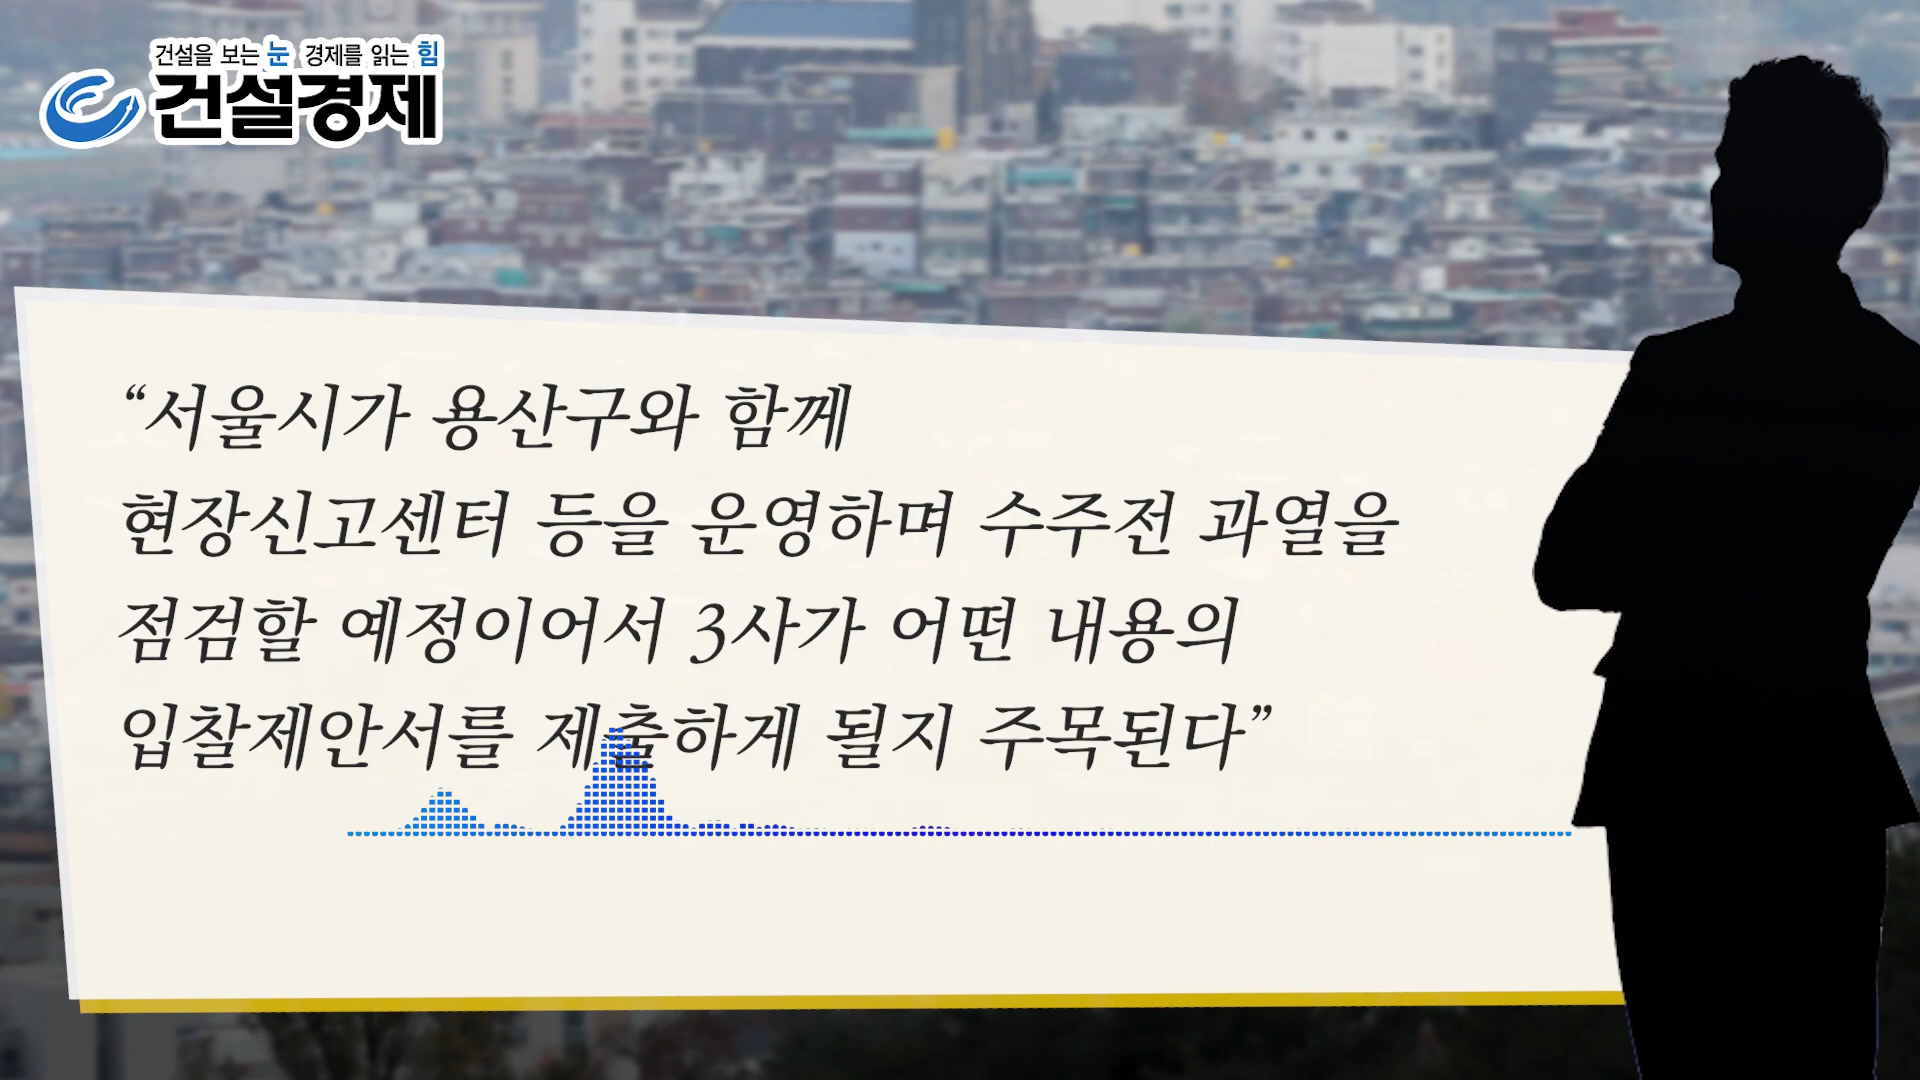 건설을 보는 눈 경제를 읽는 힘
건설경제
“서울시가 용산구와 함께
현장신고센터 등을 운영하며 수주전 과열을
점검할 예정이어서 3사가 어떤 내용의
입찰제안서를 제출하게 될지 주목된다”